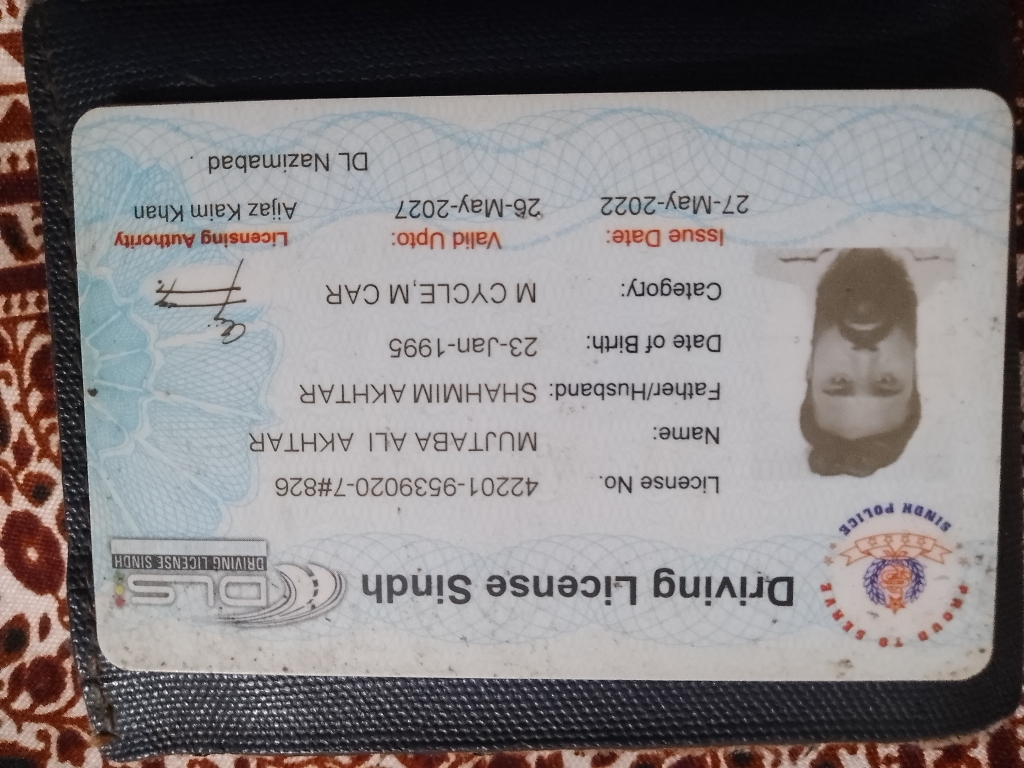 PROUD TO SERVE
SINDH POLICE
Driving License Sindh
DLS
DRIVING LICENSE SINDH
License No. 42201-9539020-7#826
Name: MUJTABA ALI AKHTAR
Father/Husband: SHAHMIM AKHTAR
Date of Birth: 23-Jan-1995
Category: M CYCLE,M CAR
Issue Date: Valid Upto: Licensing Authority
27-May-2022 26-May-2027 Aijaz Kaim Khan
DL Nazimabad .